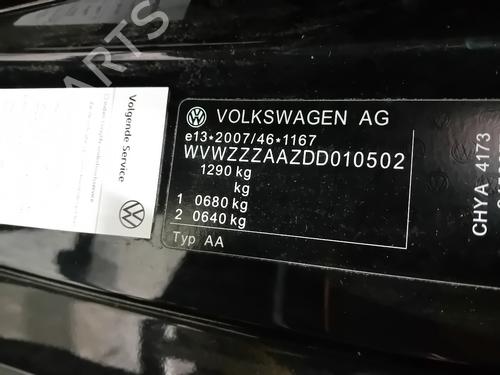 PARTS
Volgende Service
VOLKSWAGEN AG
e13*2007/46*1167
WVWZZZAAZDD010502
1290 kg
kg
1 0680 kg
2 0640 kg
Typ AA
CHYA 4173